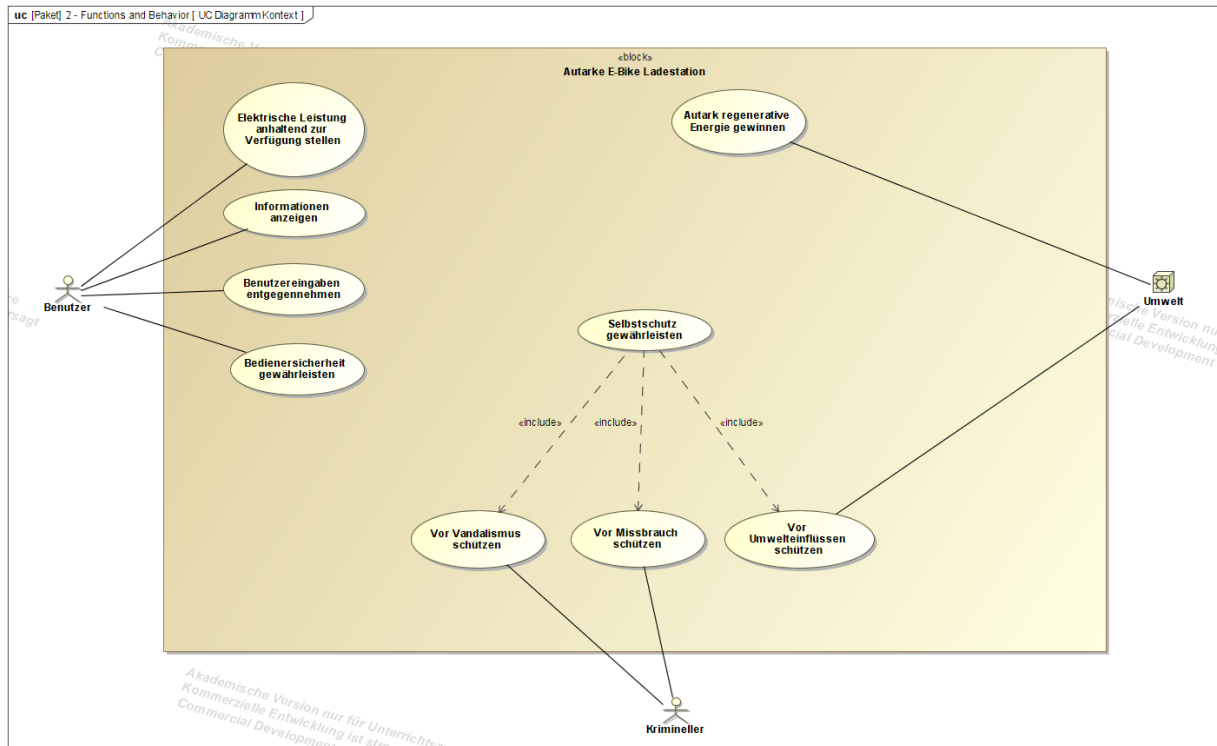 uc [Paket] 2 - Functions and Behavior [ UC Diagramm Kontext ]
Akademische V
«block»
Autarke E-Bike Ladestation
Elektrische Leistung
anhaltend zur
Verfügung stellen
Autark regenerative
Energie gewinnen
Informationen
anzeigen
Benutzereingaben
entgegennehmen
Benutzer
Umwelt
Selbstschutz
gewährleisten
Bedienersicherheit
gewährleisten
«include»
«include»
«include»
Vor Vandalismus
schützen
Vor Missbrauch
schützen
Vor
Umwelteinflüssen
schützen
Krimineller
Akademische Version nur für Unterrichts
Kommerzielle Entwicklung ist
Commercial Development